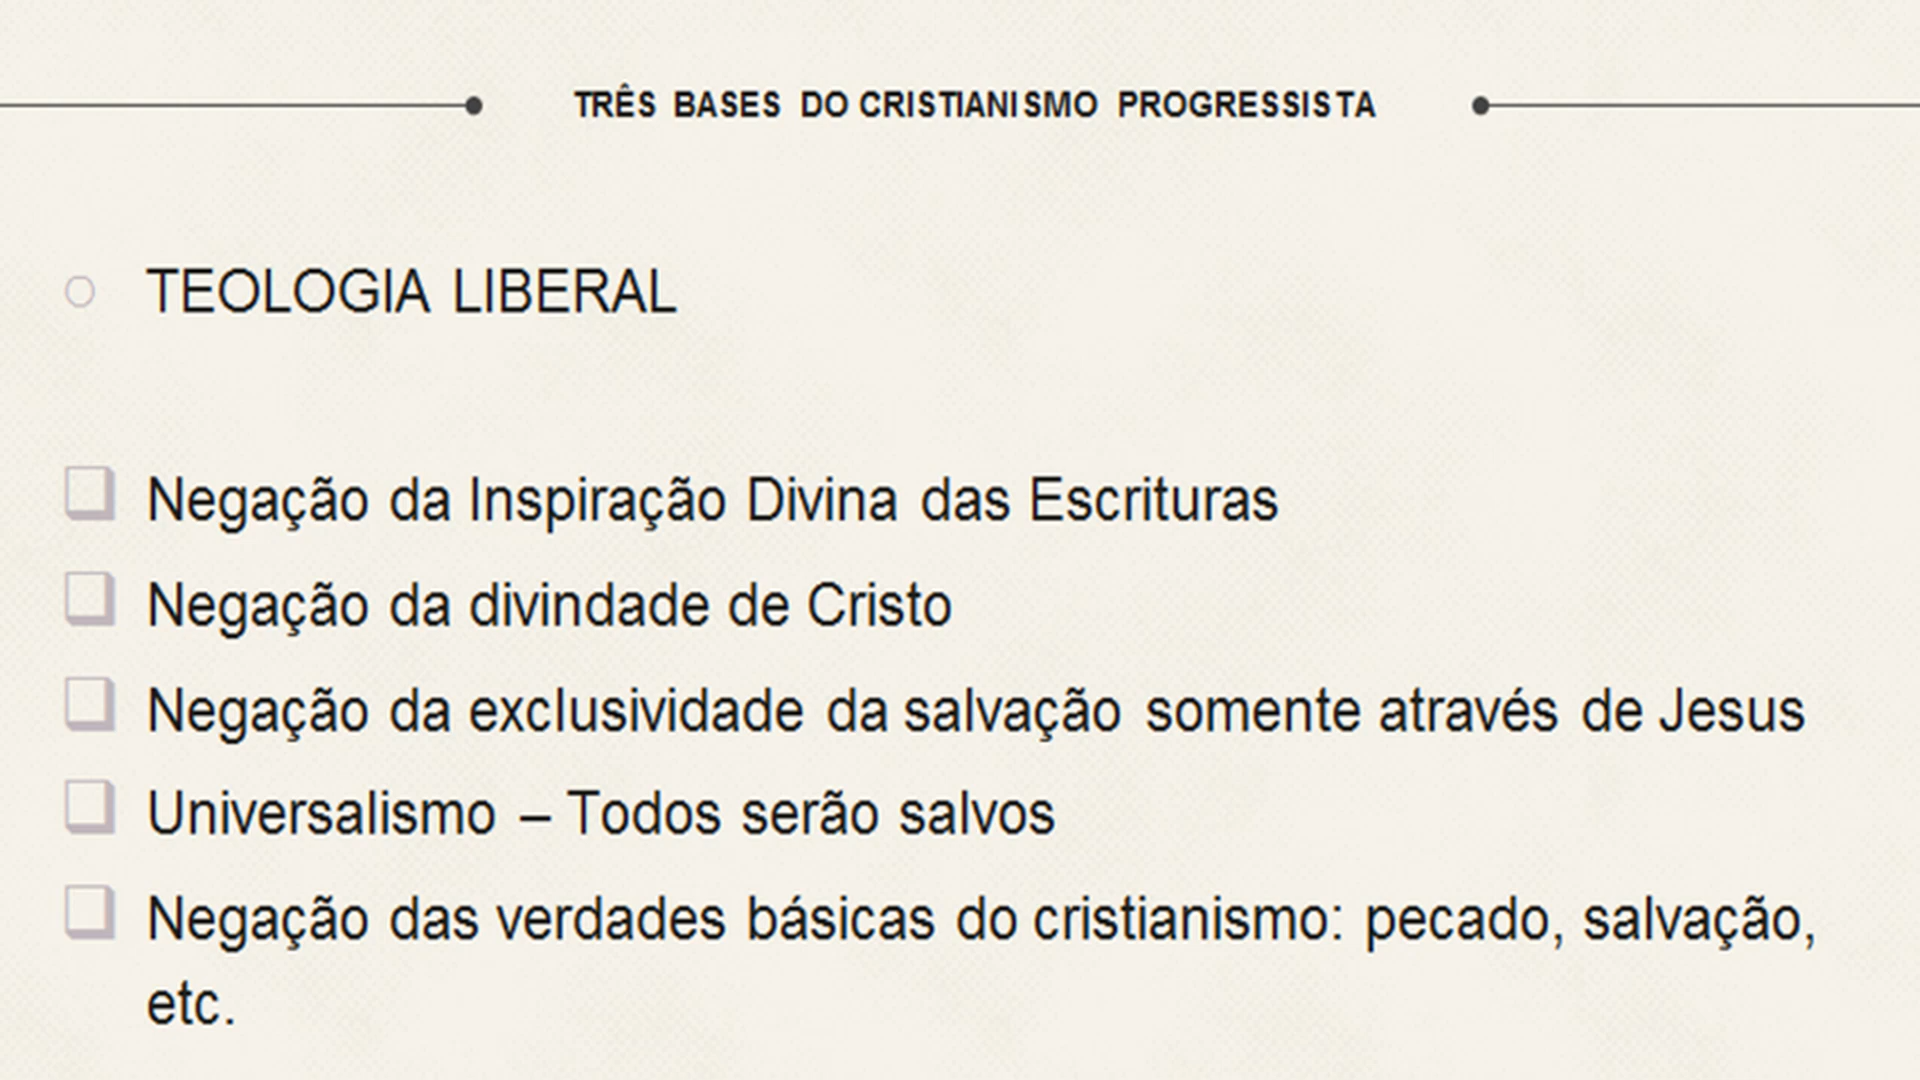 TRÊS BASES DO CRISTIANISMO PROGRESSISTA
TEOLOGIA LIBERAL
Negação da Inspiração Divina das Escrituras
Negação da divindade de Cristo
Negação da exclusividade da salvação somente através de Jesus
Universalismo – Todos serão salvos
Negação das verdades básicas do cristianismo: pecado, salvação,
etc.